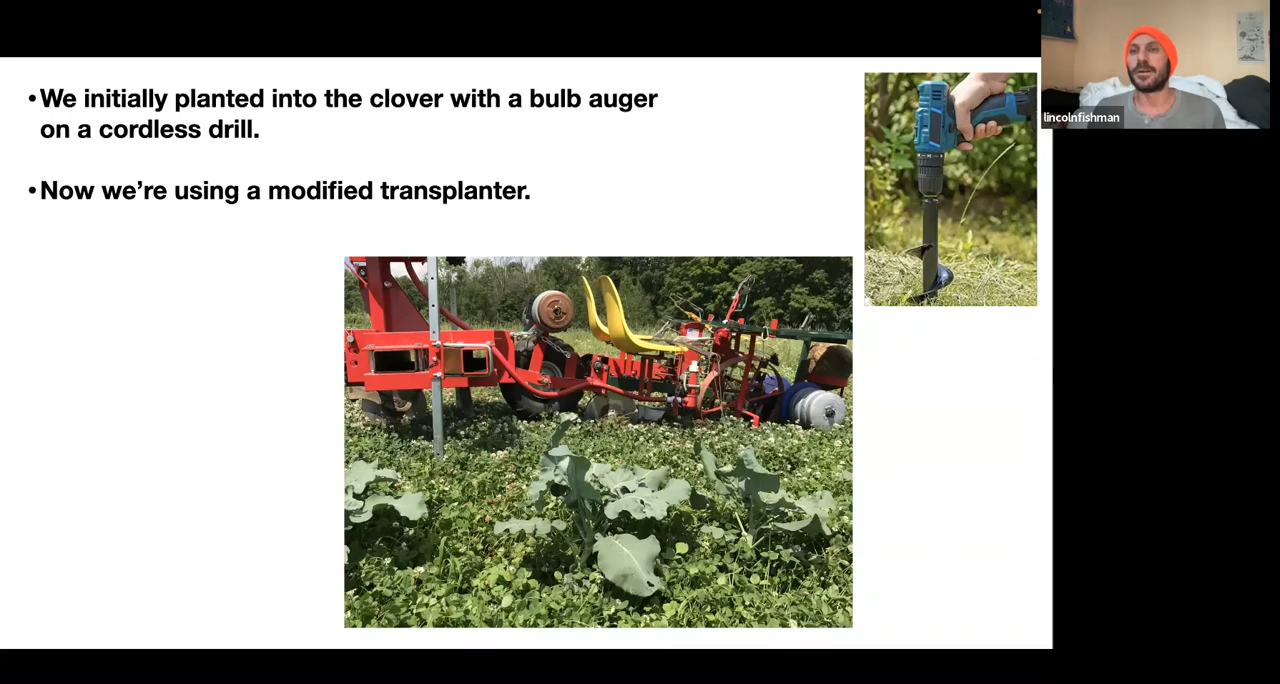 •We initially planted into the clover with a bulb auger
on a cordless drill.
•Now we’re using a modified transplanter.
lincolnfishman